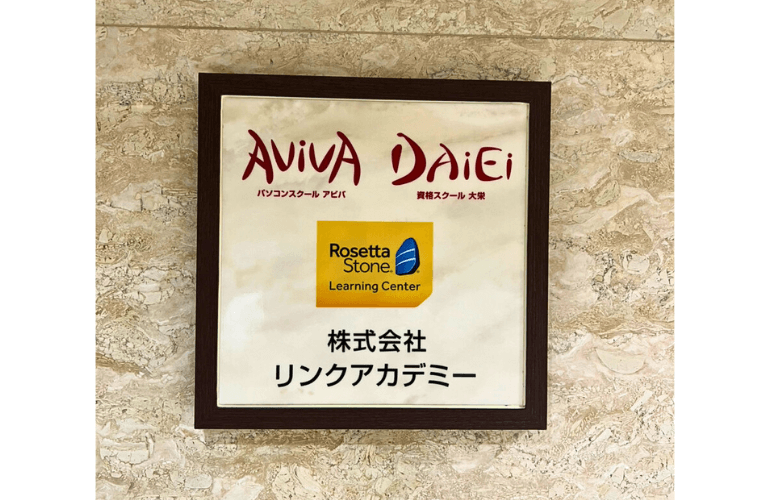 AViVA DAiEi
パソコンスクール アビバ 資格スクール 大栄
Rosetta
Stone®
Learning Center
株式会社
リンクアカデミー